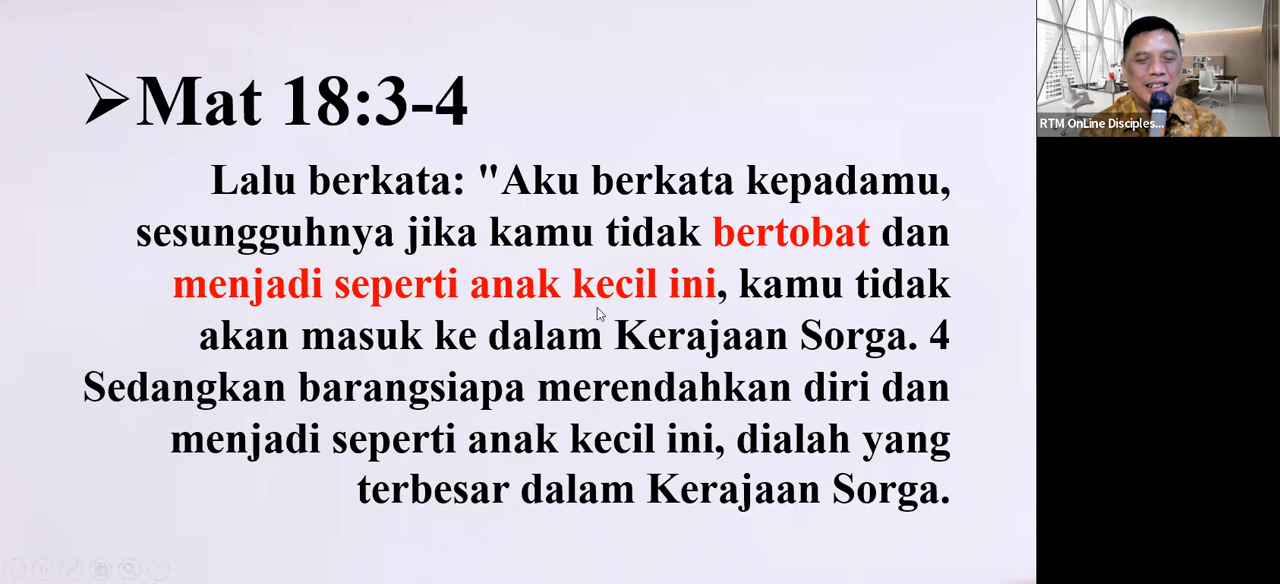 ➢Mat 18:3-4
Lalu berkata: "Aku berkata kepadamu,
sesungguhnya jika kamu tidak bertobat dan
menjadi seperti anak kecil ini, kamu tidak
akan masuk ke dalam Kerajaan Sorga. 4
Sedangkan barangsiapa merendahkan diri dan
menjadi seperti anak kecil ini, dialah yang
terbesar dalam Kerajaan Sorga.
RTM OnLine Disciples...